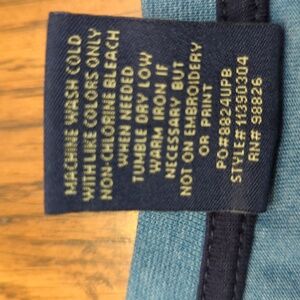 MACHINE WASH COLD
WITH LIKE COLORS ONLY
NON-CHLORINE BLEACH
WHEN NEEDED
TUMBLE DRY LOW
WARM IRON IF
NECESSARY BUT
NOT ON EMBROIDERY
OR PRINT
PO#8824UPB
STYLE# 11390304
RN# 98826